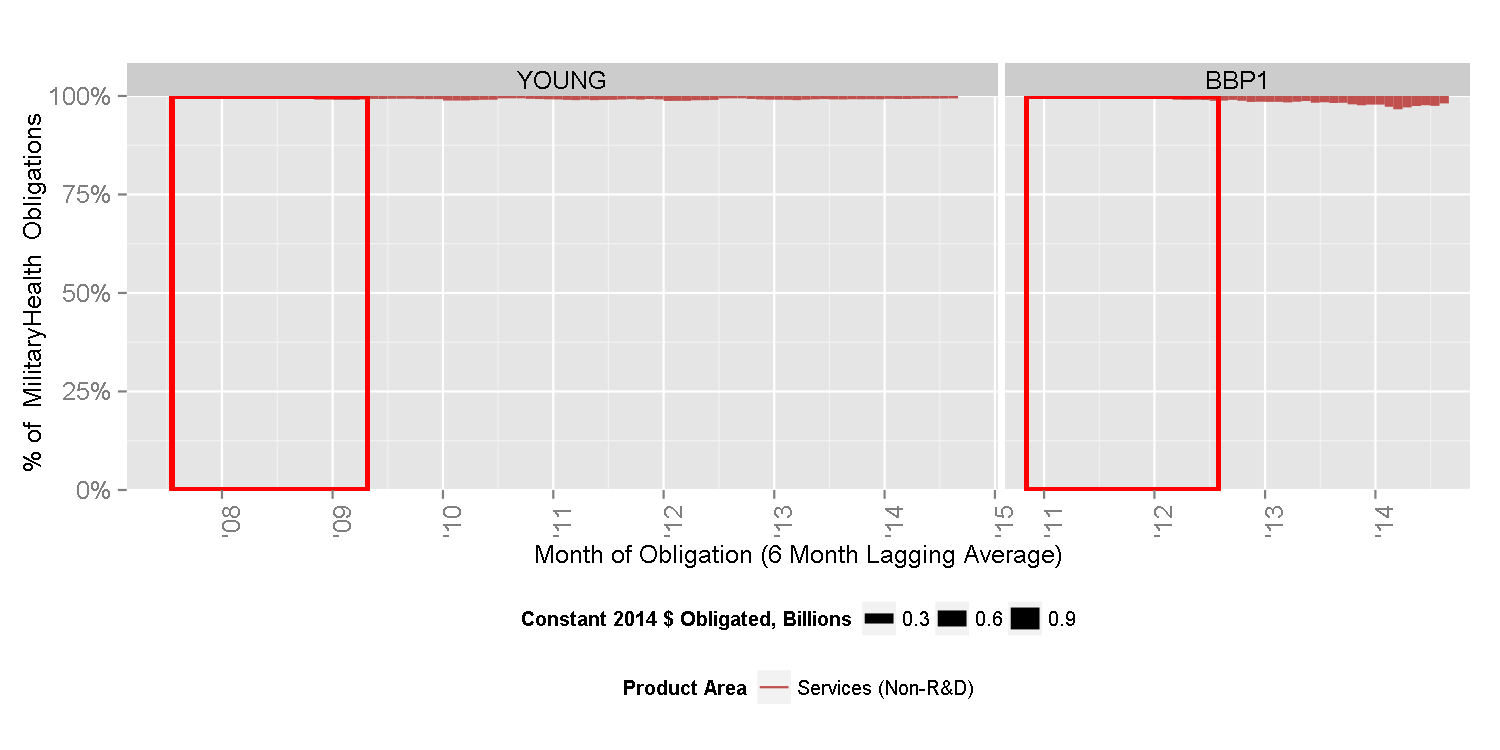 YOUNG BBP1
100%
75%
50%
25%
0%
% of MilitaryHealth Obligations
'08 '09 '10 '11 '12 '13 '14 '15 '11 '12 '13 '14
Month of Obligation (6 Month Lagging Average)
Constant 2014 $ Obligated, Billions 0.3 0.6 0.9
Product Area Services (Non-R&D)